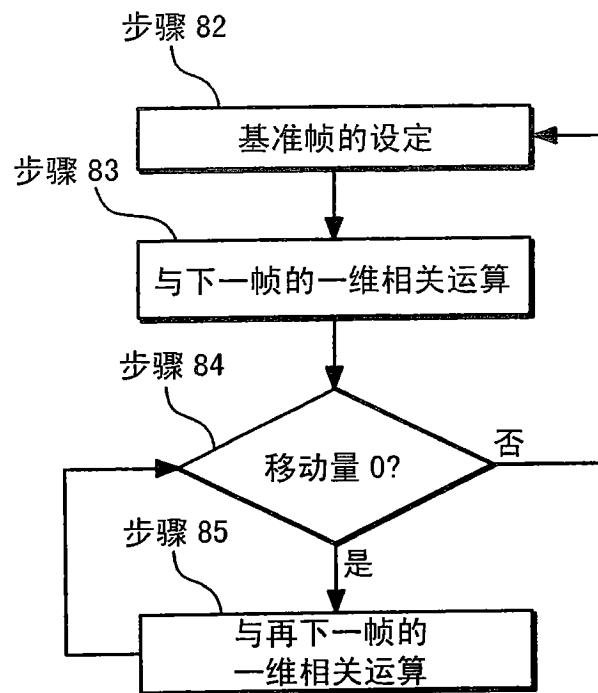 步骤 82
基准帧的设定
步骤 83
与下一帧的一维相关运算
步骤 84
移动量 0?
否
步骤 85
是
与再下一帧的
一维相关运算